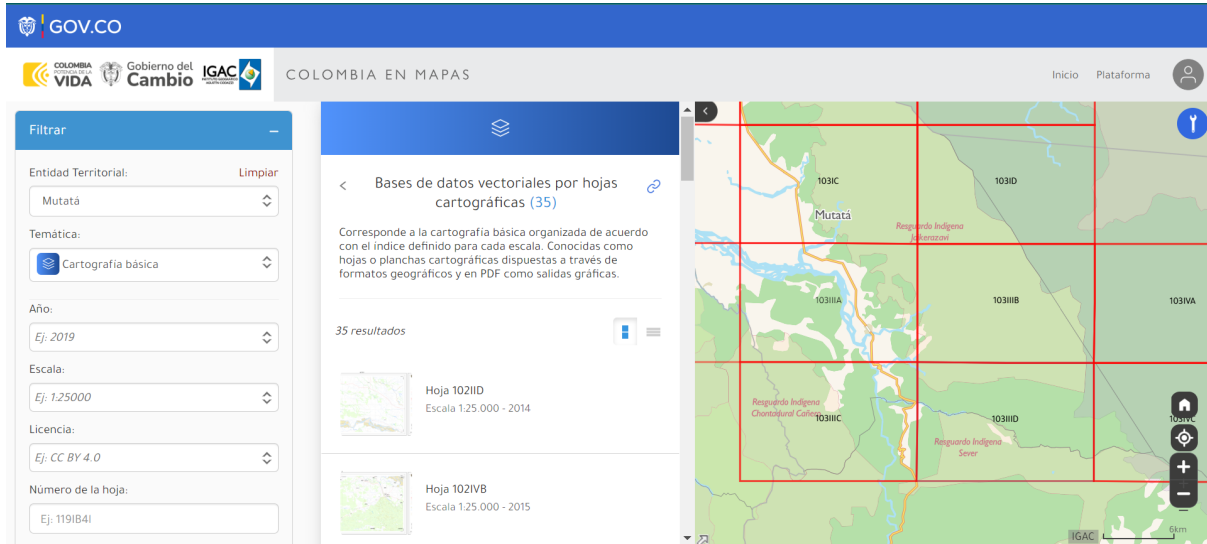 GOV.CO
COLOMBIA
POTENCIA DE LA
VIDA
Gobierno del
Cambio
IGAC
INSTITUTO GEOGRÁFICO
AGUSTÍN CODAZZI
COLOMBIA EN MAPAS
Inicio Plataforma
Filtrar
Entidad Territorial: Limpiar
Mutatá
Temática:
Cartografía básica
Año:
Ej: 2019
Escala:
Ej: 1:25000
Licencia:
Ej: CC BY 4.0
Número de la hoja:
Ej: 119IB4I
Bases de datos vectoriales por hojas
cartográficas (35)
Corresponde a la cartografía básica organizada de acuerdo
con el índice definido para cada escala. Conocidas como
hojas o planchas cartográficas dispuestas a través de
formatos geográficos y en PDF como salidas gráficas.
35 resultados
Hoja 102IID
Escala 1:25.000 - 2014
Hoja 102IVB
Escala 1:25.000 - 2015
103IC
103ID
Mutatá
Resguardo Indígena
Jaikerazavi
103IIIA
103IIIB
103IVA
Resguardo Indígena
Chontadural Cañero
103IIIC
103IIID
103IVC
Resguardo Indígena
Sever
IGAC
6km